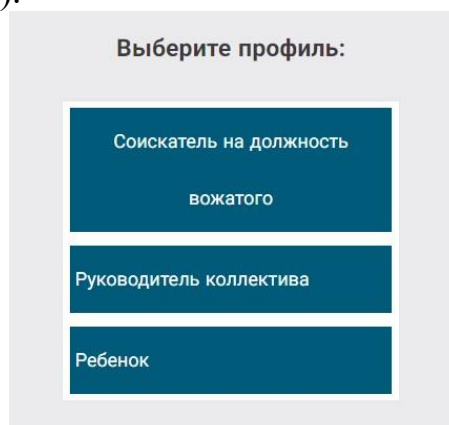 ).
Выберите профиль:
Соискатель на должность
вожатого
Руководитель коллектива
Ребенок